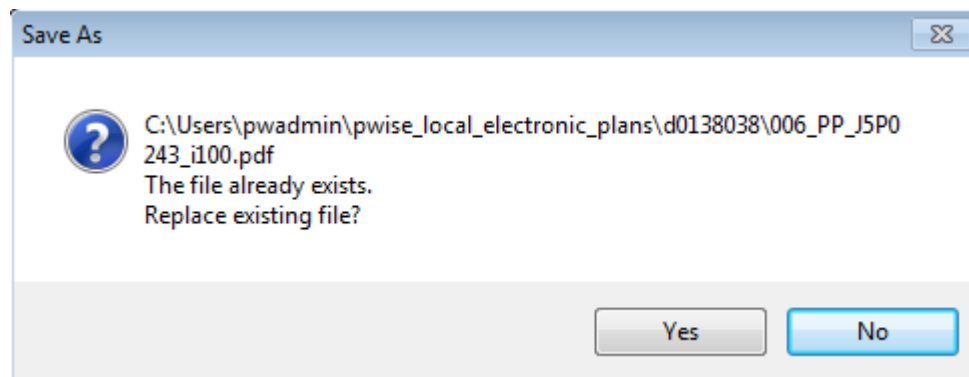 Save As
C:\Users\pwadmin\pwise_local_electronic_plans\d0138038\006_PP_J5P0
243_i100.pdf
The file already exists.
Replace existing file?
Yes
No